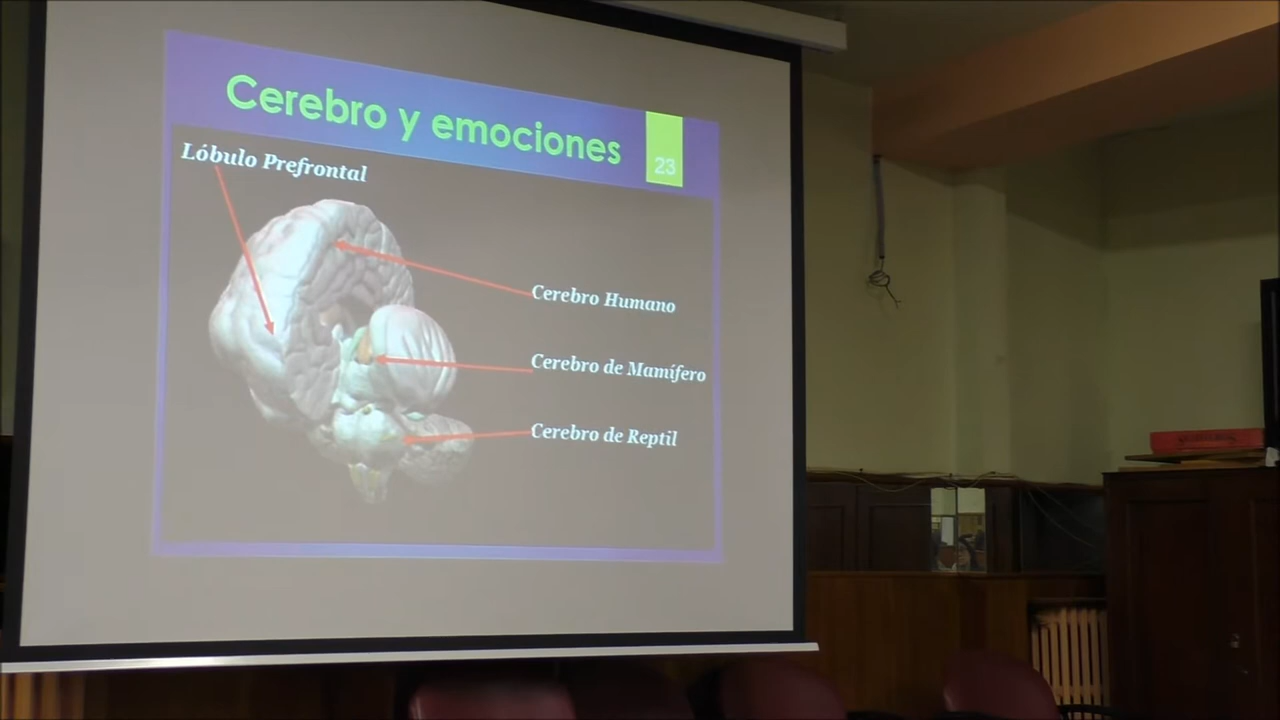 Cerebro y emociones
23
Lóbulo Prefrontal
Cerebro Humano
Cerebro de Mamífero
Cerebro de Reptil